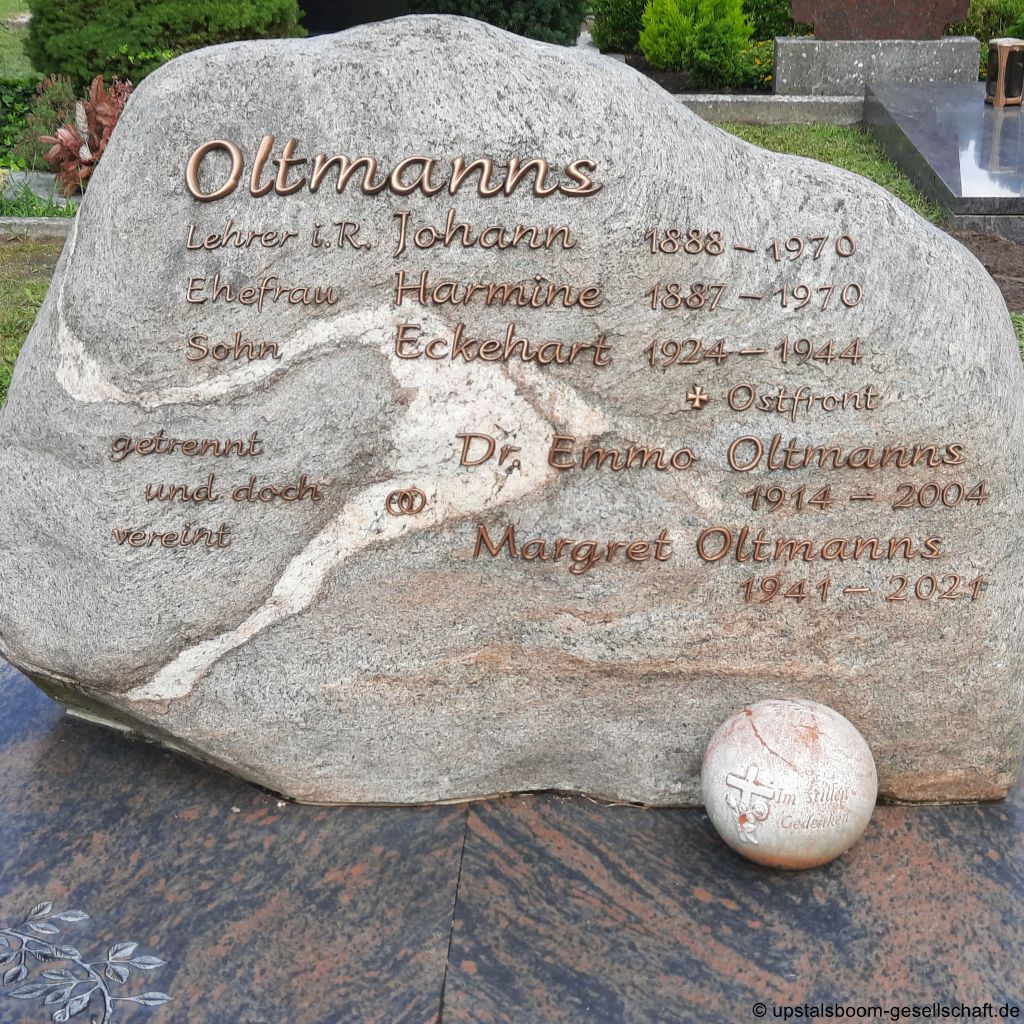 Oltmanns
Lehrer i.R. Johann 1888 – 1970
Ehefrau Harmine 1887 – 1970
Sohn Eckehart 1924 – 1944
✠ Ostfront
getrennt
und doch
vereint
Dr. Emmo Oltmanns
1914 – 2004
Margret Oltmanns
1941 – 2021
Im stillen
Gedenken
© upstalsboom-gesellschaft.de